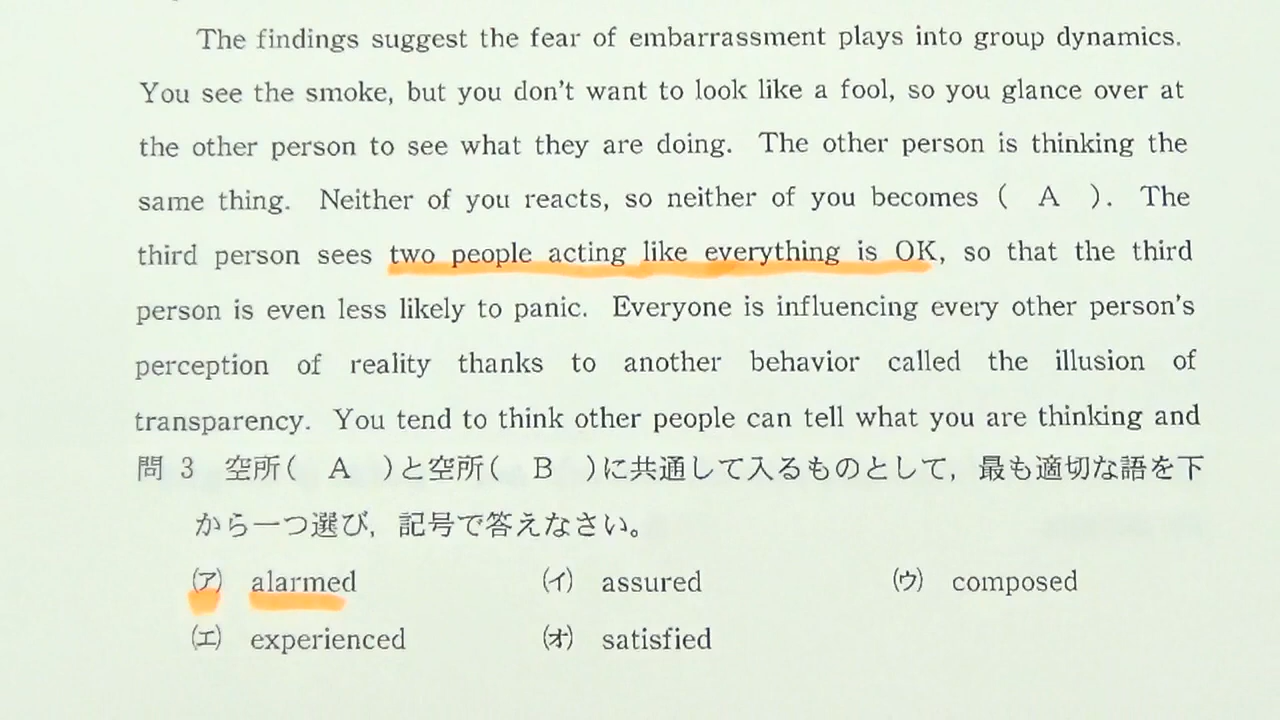 The findings suggest the fear of embarrassment plays into group dynamics.
You see the smoke, but you don't want to look like a fool, so you glance over at
the other person to see what they are doing. The other person is thinking the
same thing. Neither of you reacts, so neither of you becomes ( A ). The
third person sees two people acting like everything is OK, so that the third
person is even less likely to panic. Everyone is influencing every other person's
perception of reality thanks to another behavior called the illusion of
transparency. You tend to think other people can tell what you are thinking and
問 3 空所( A )と空所( B )に共通して入るものとして, 最も適切な語を下
から一つ選び, 記号で答えなさい。
(ア) alarmed (イ) assured (ウ) composed
(エ) experienced (オ) satisfied